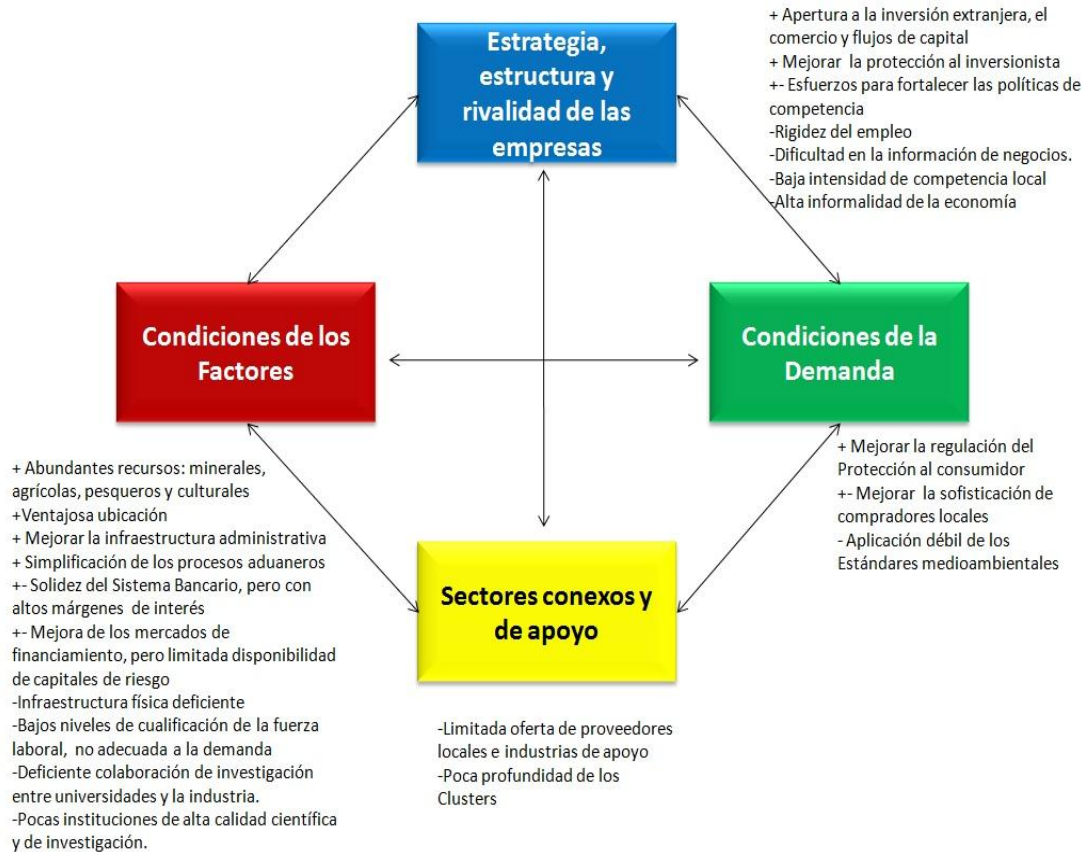 Estrategia,
estructura y
rivalidad de las
empresas
+ Apertura a la inversión extranjera, el
comercio y flujos de capital
+ Mejorar la protección al inversionista
+- Esfuerzos para fortalecer las políticas de
competencia
-Rigidez del empleo
-Dificultad en la información de negocios.
-Baja intensidad de competencia local
-Alta informalidad de la economía
Condiciones de los
Factores
Condiciones de la
Demanda
+ Abundantes recursos: minerales,
agrícolas, pesqueros y culturales
+Ventajosa ubicación
+ Mejorar la infraestructura administrativa
+ Simplificación de los procesos aduaneros
+- Solidez del Sistema Bancario, pero con
altos márgenes de interés
+- Mejora de los mercados de
financiamiento, pero limitada disponibilidad
de capitales de riesgo
-Infraestructura física deficiente
-Bajos niveles de cualificación de la fuerza
laboral, no adecuada a la demanda
-Deficiente colaboración de investigación
entre universidades y la industria.
-Pocas instituciones de alta calidad científica
y de investigación.
+ Mejorar la regulación del
Protección al consumidor
+- Mejorar la sofisticación de
compradores locales
- Aplicación débil de los
Estándares medioambientales
Sectores conexos y
de apoyo
-Limitada oferta de proveedores
locales e industrias de apoyo
-Poca profundidad de los
Clusters